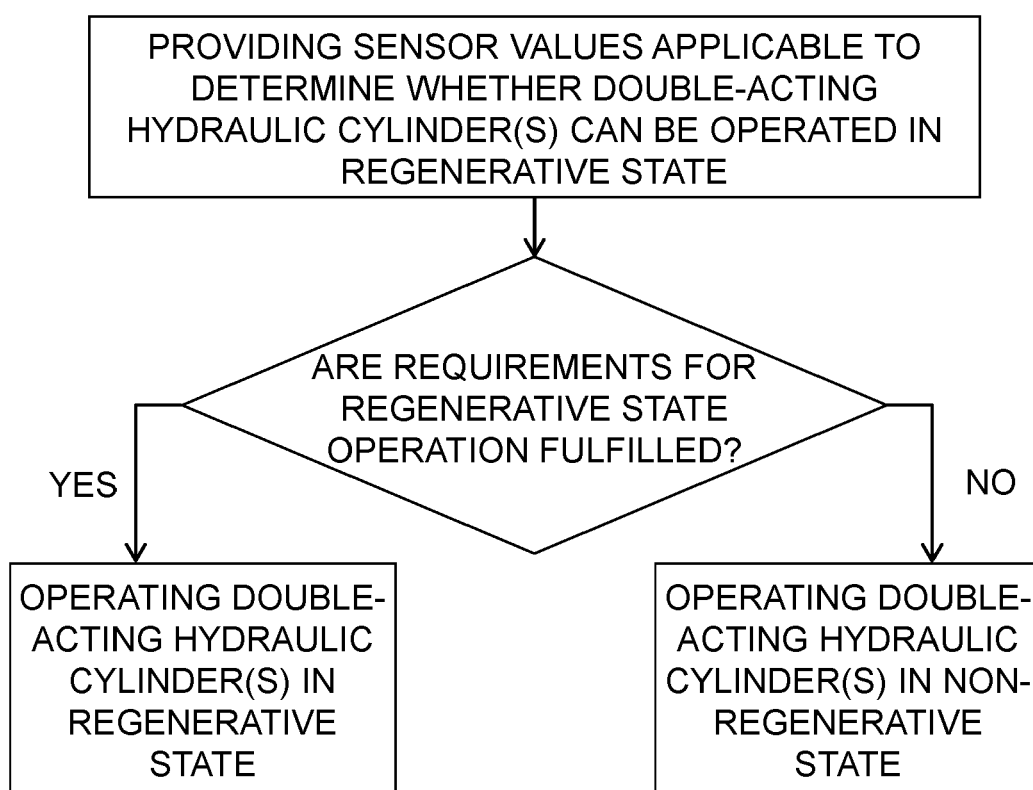 PROVIDING SENSOR VALUES APPLICABLE TO
DETERMINE WHETHER DOUBLE-ACTING
HYDRAULIC CYLINDER(S) CAN BE OPERATED IN
REGENERATIVE STATE
ARE REQUIREMENTS FOR
REGENERATIVE STATE
OPERATION FULFILLED?
YES
NO
OPERATING DOUBLE-
ACTING HYDRAULIC
CYLINDER(S) IN
REGENERATIVE
STATE
OPERATING DOUBLE-
ACTING HYDRAULIC
CYLINDER(S) IN NON-
REGENERATIVE
STATE